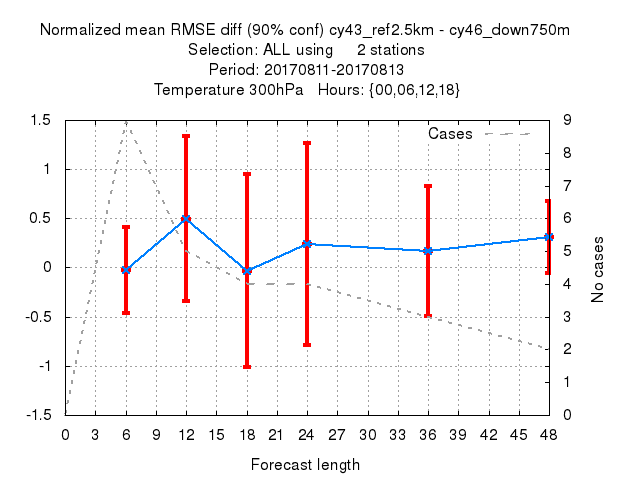 Normalized mean RMSE diff (90% conf) cy43_ref2.5km - cy46_down750m
Selection: ALL using     2 stations
Period: 20170811-20170813
Temperature 300hPa   Hours: {00,06,12,18}
Cases
1.5
1
0.5
0
-0.5
-1
-1.5
9
8
7
6
5
4
3
2
1
0
No cases
0 3 6 9 12 15 18 21 24 27 30 33 36 39 42 45 48
Forecast length